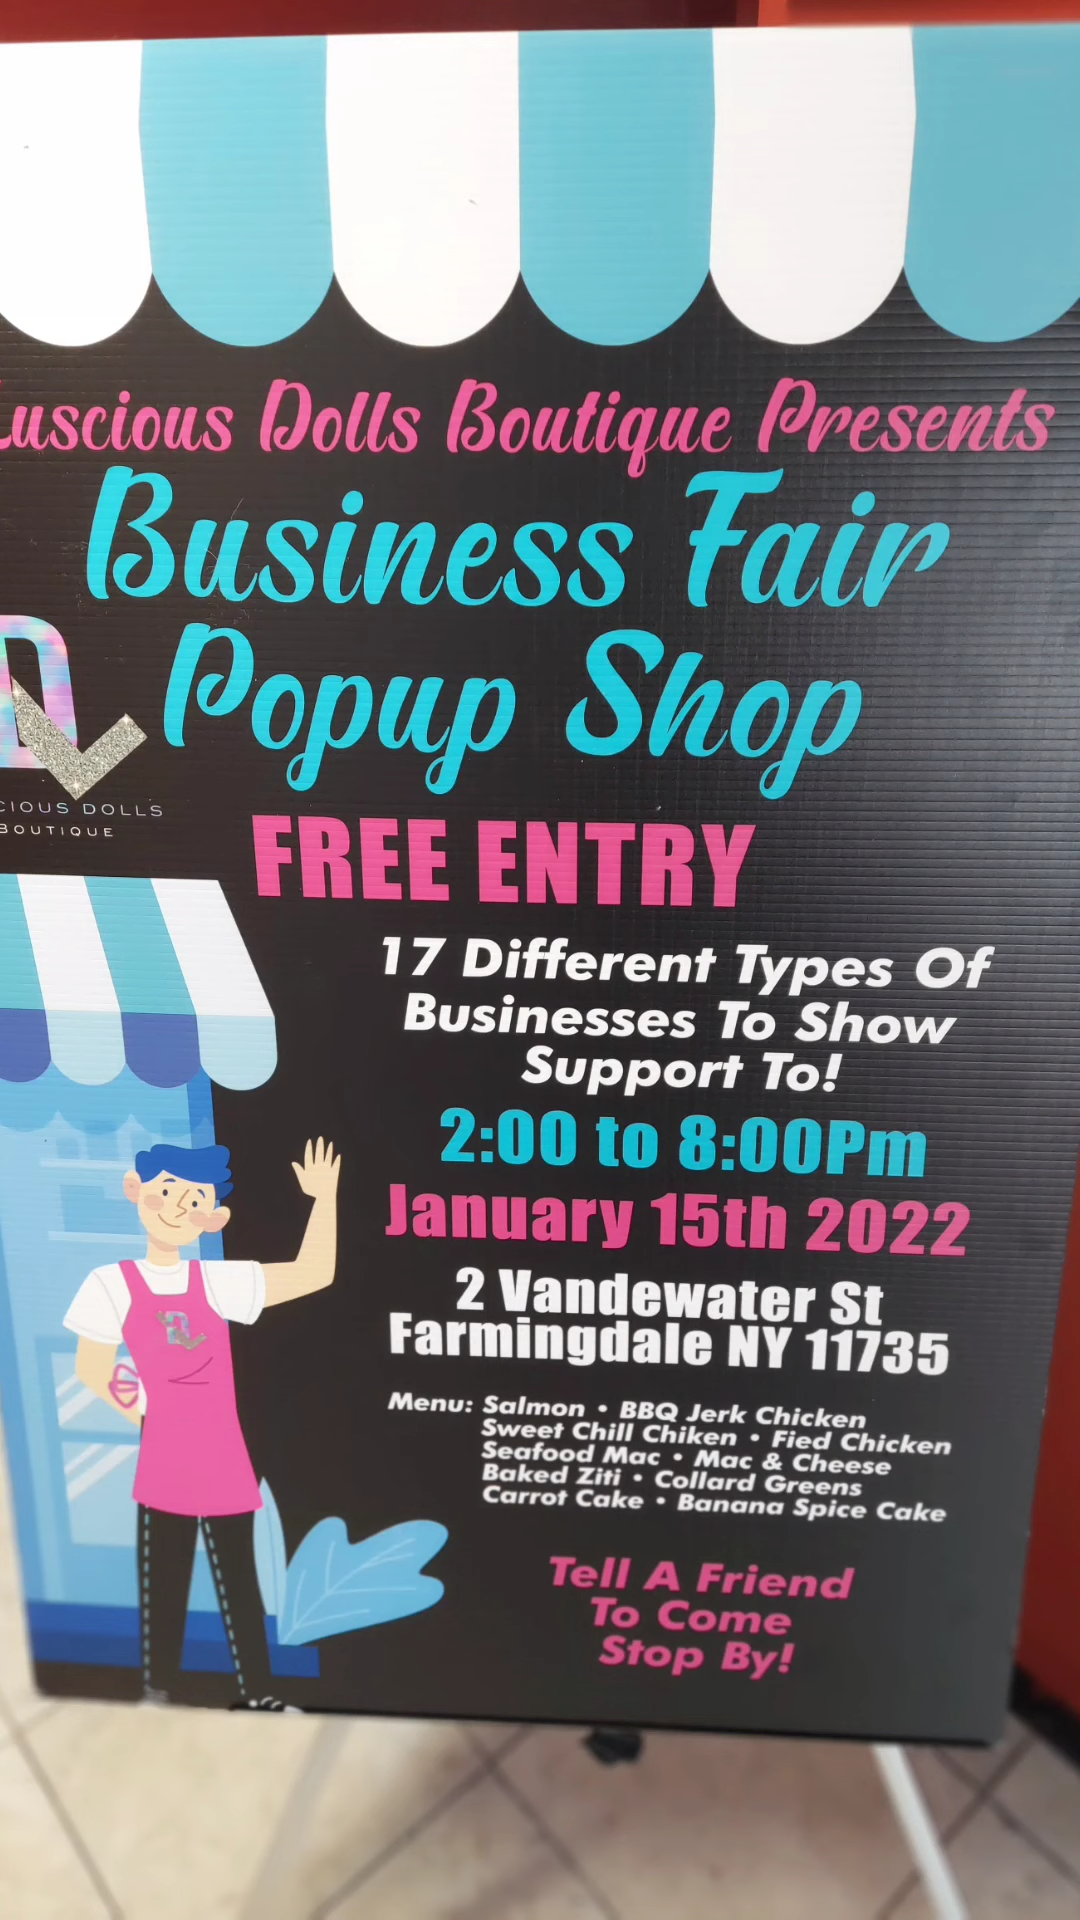 Luscious Dolls Boutique Presents
Business Fair
Popup Shop
CIOUS DOLLS
BOUTIQUE
FREE ENTRY
17 Different Types Of
Businesses To Show
Support To!
2:00 to 8:00Pm
January 15th 2022
2 Vandewater St
Farmingdale NY 11735
Menu: Salmon • BBQ Jerk Chicken
Sweet Chill Chiken • Fied Chicken
Seafood Mac • Mac & Cheese
Baked Ziti • Collard Greens
Carrot Cake • Banana Spice Cake
Tell A Friend
To Come
Stop By!